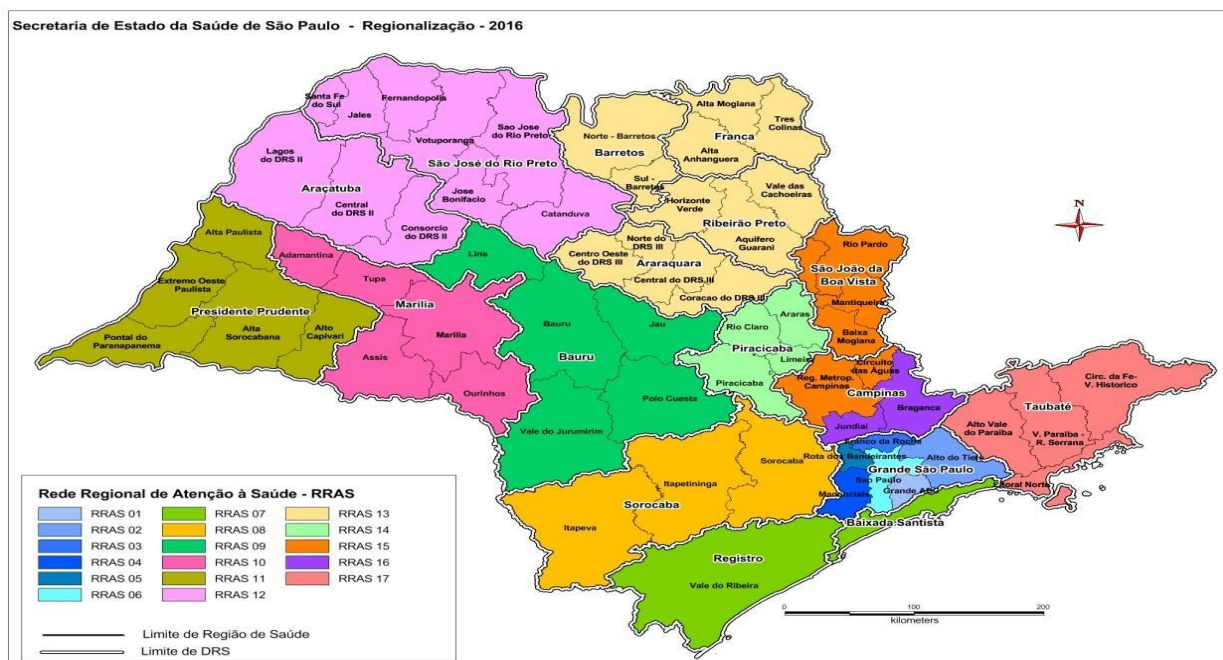 Secretaria de Estado da Saúde de São Paulo - Regionalização - 2016
Santa Fe
do Sul
Jales
Fernandopolis
Votuporanga
Sao Jose
do Rio Preto
São José do Rio Preto
Jose
Bonifacio
Catanduva
Lagos
do DRS II
Araçatuba
Central
do DRS II
Consorcio
do DRS II
Norte - Barretos
Barretos
Sul -
Barretos
Alta Mogiana
Tres
Colinas
Franca
Alta
Anhanguera
Horizonte
Verde
Vale das
Cachoeiras
Ribeirão Preto
Aquifero
Guarani
Norte do
DRS III
Centro Oeste
do DRS III
Araraquara
Central do DRS III
Coracao do DRS III
N
Alta Paulista
Extremo Oeste
Paulista
Presidente Prudente
Pontal do
Paranapanema
Alta
Sorocabana
Alto
Capivari
Adamantina
Tupa
Marília
Marilia
Assis
Ourinhos
Lins
Bauru
Jau
Bauru
Polo Cuesta
Vale do Jurumirim
Rio Pardo
São João da
Boa Vista
Mantiqueira
Baixa
Mogiana
Araras
Rio Claro
Piracicaba
Limeira
Piracicaba
Circuito
das Águas
Reg. Metrop.
Campinas
Campinas
Braganca
Jundiai
Circ. da Fe-
V. Historico
Taubaté
Alto Vale
do Paraiba
V. Paraiba -
R. Serrana
Litoral Norte
Franco da Rocha
Rota dos Bandeirantes
Alto do Tiete
Grande São Paulo
Sao Paulo
Grande ABC
Mananciais
Baixada Santista
Sorocaba
Itapetininga
Sorocaba
Itapeva
Registro
Vale do Ribeira
Rede Regional de Atenção à Saúde - RRAS
RRAS 01
RRAS 02
RRAS 03
RRAS 04
RRAS 05
RRAS 06
RRAS 07
RRAS 08
RRAS 09
RRAS 10
RRAS 11
RRAS 12
RRAS 13
RRAS 14
RRAS 15
RRAS 16
RRAS 17
Limite de Região de Saúde
Limite de DRS
0 100 200
kilometers